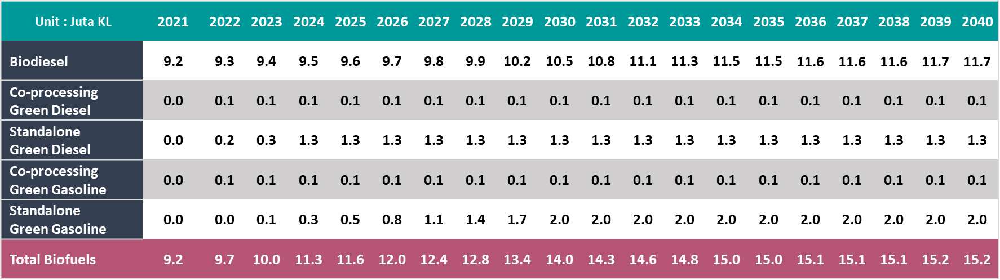 Unit : Juta KL 2021 2022 2023 2024 2025 2026 2027 2028 2029 2030 2031 2032 2033 2034 2035 2036 2037 2038 2039 2040
Biodiesel 9.2 9.3 9.4 9.5 9.6 9.7 9.8 9.9 10.2 10.5 10.8 11.1 11.3 11.5 11.5 11.6 11.6 11.6 11.7 11.7
Co-processing
Green Diesel 0.0 0.1 0.1 0.1 0.1 0.1 0.1 0.1 0.1 0.1 0.1 0.1 0.1 0.1 0.1 0.1 0.1 0.1 0.1 0.1
Standalone
Green Diesel 0.0 0.2 0.3 1.3 1.3 1.3 1.3 1.3 1.3 1.3 1.3 1.3 1.3 1.3 1.3 1.3 1.3 1.3 1.3 1.3
Co-processing
Green Gasoline 0.0 0.1 0.1 0.1 0.1 0.1 0.1 0.1 0.1 0.1 0.1 0.1 0.1 0.1 0.1 0.1 0.1 0.1 0.1 0.1
Standalone
Green Gasoline 0.0 0.0 0.1 0.3 0.5 0.8 1.1 1.4 1.7 2.0 2.0 2.0 2.0 2.0 2.0 2.0 2.0 2.0 2.0 2.0
Total Biofuels 9.2 9.7 10.0 11.3 11.6 12.0 12.4 12.8 13.4 14.0 14.3 14.6 14.8 15.0 15.0 15.1 15.1 15.1 15.2 15.2